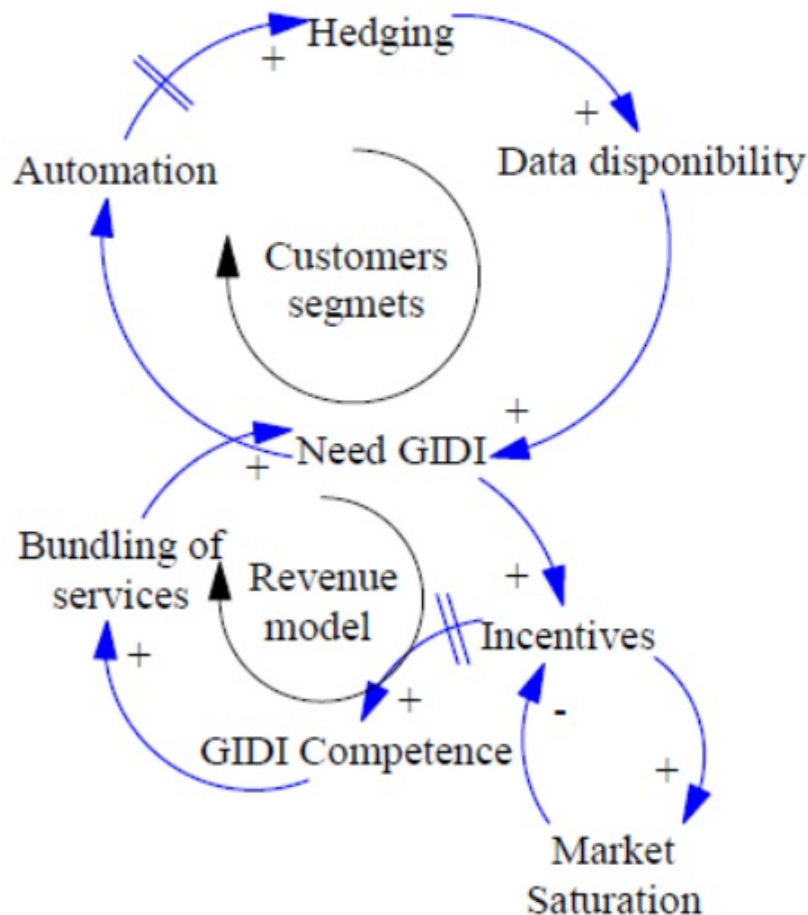 Hedging
+
+
Data disponibility
Automation
Customers
segmets
+
Need GIDI
+
Bundling of
services
Revenue
model
+
Incentives
+
+
-
GIDI Competence
+
Market
Saturation